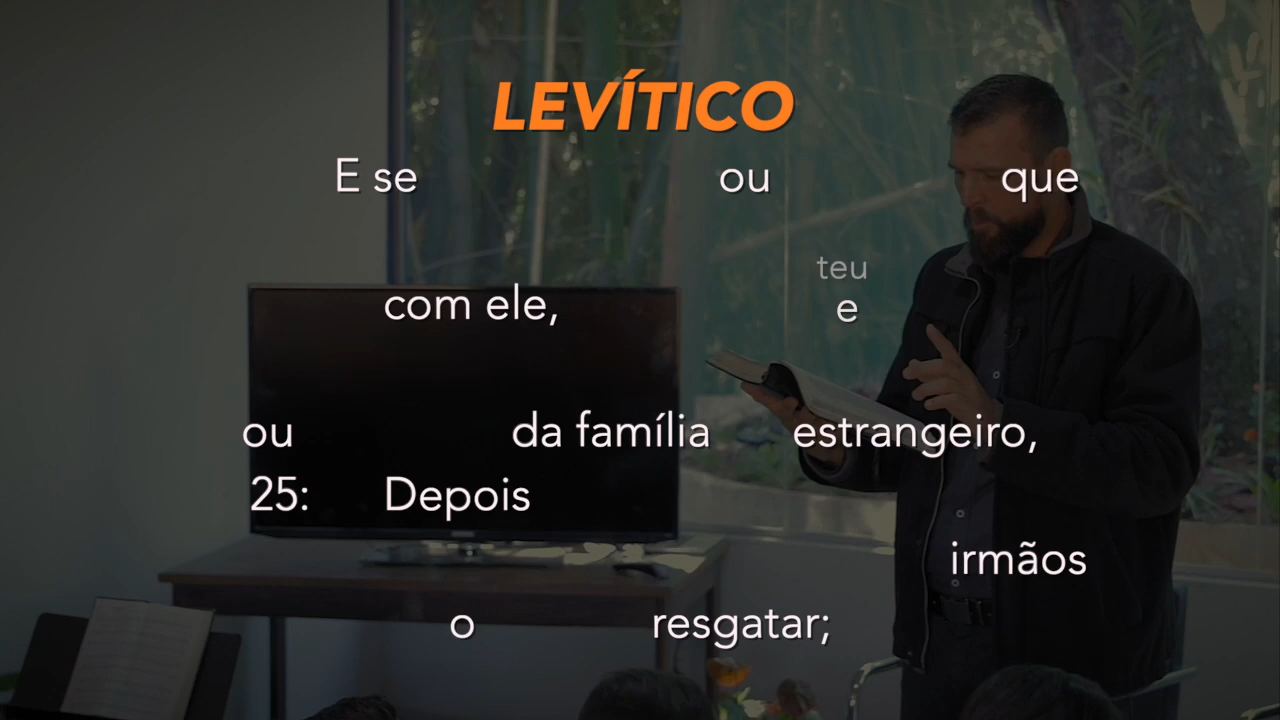 LEVÍTICO
E se ou que
teu
com ele, e
ou da família estrangeiro,
25: Depois
irmãos
o resgatar;